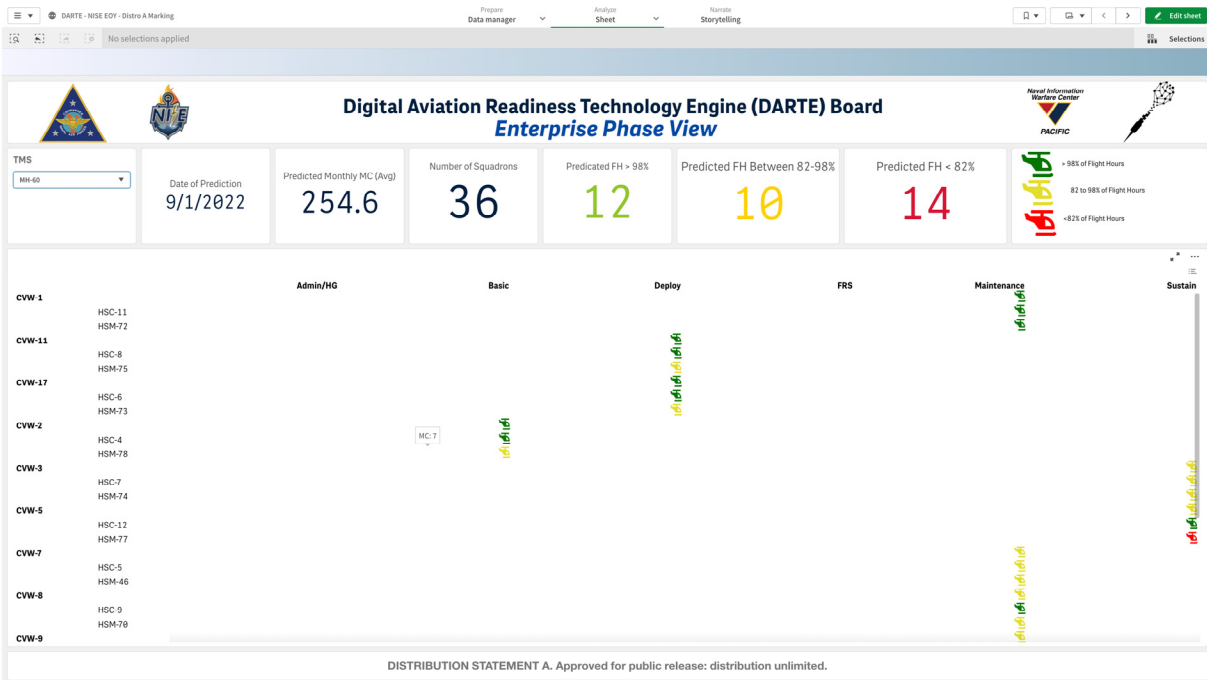 DARTE - NISE EOY - Distro A Marking
Prepare
Data manager
Analyze
Sheet
Narrate
Storytelling
Edit sheet
No selections applied
Selections
NISE
Digital Aviation Readiness Technology Engine (DARTE) Board
Enterprise Phase View
Naval Information
Warfare Center
PACIFIC
TMS
MH-60
Date of Prediction
9/1/2022
Predicted Monthly MC (Avg)
254.6
Number of Squadrons
36
Predicated FH > 98%
12
Predicted FH Between 82-98%
10
Predicted FH < 82%
14
> 98% of Flight Hours
82 to 98% of Flight Hours
<82% of Flight Hours
Admin/HG Basic Deploy FRS Maintenance Sustain
CVW-1
HSC-11
HSM-72
CVW-11
HSC-8
HSM-75
CVW-17
HSC-6
HSM-73
CVW-2
MC: 7
HSC-4
HSM-78
CVW-3
HSC-7
HSM-74
CVW-5
HSC-12
HSM-77
CVW-7
HSC-5
HSM-46
CVW-8
HSC-9
HSM-70
CVW-9
DISTRIBUTION STATEMENT A. Approved for public release: distribution unlimited.